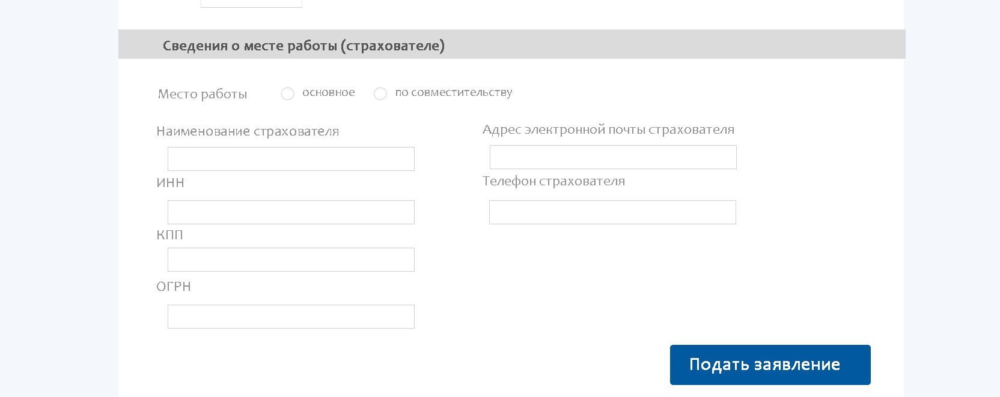 Сведения о месте работы (страхователе)
Место работы основное по совместительству
Наименование страхователя
Адрес электронной почты страхователя
ИНН
Телефон страхователя
КПП
ОГРН
Подать заявление